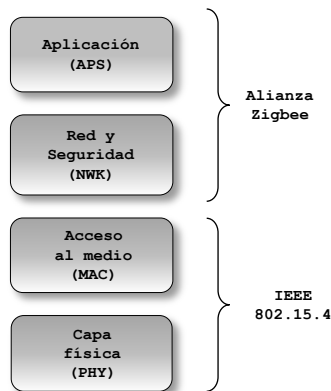 Aplicación
(APS)
Alianza
Zigbee
Red y
Seguridad
(NWK)
Acceso
al medio
(MAC)
IEEE
802.15.4
Capa
física
(PHY)